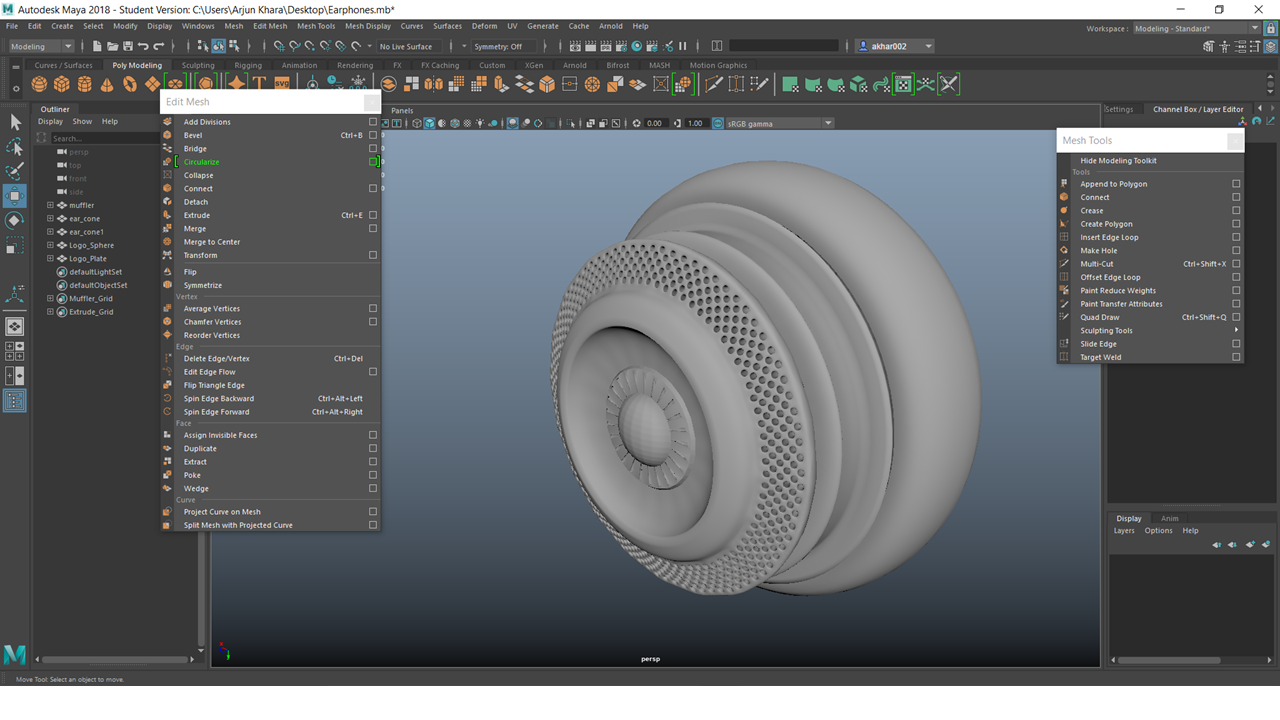 Autodesk Maya 2018 - Student Version: C:\Users\Arjun Khara\Desktop\Earphones.mb*
File Edit Create Select Modify Display Windows Mesh Edit Mesh Mesh Tools Mesh Display Curves Surfaces Deform UV Generate Cache Arnold Help
Workspace : Modeling - Standard*
Modeling No Live Surface Symmetry: Off akhar002
Curves / Surfaces Poly Modeling Sculpting Rigging Animation Rendering FX FX Caching Custom XGen Arnold Bifrost MASH Motion Graphics
SVG
Outliner
Display Show Help
Search...
persp
top
front
side
muffler
ear_cone
ear_cone1
Logo_Sphere
Logo_Plate
defaultLightSet
defaultObjectSet
Muffler_Grid
Extrude_Grid
Edit Mesh
Add Divisions
Bevel Ctrl+B
Bridge
Circularize
Collapse
Connect
Detach
Extrude Ctrl+E
Merge
Merge to Center
Transform
Flip
Symmetrize
Vertex
Average Vertices
Chamfer Vertices
Reorder Vertices
Edge
Delete Edge/Vertex Ctrl+Del
Edit Edge Flow
Flip Triangle Edge
Spin Edge Backward Ctrl+Alt+Left
Spin Edge Forward Ctrl+Alt+Right
Face
Assign Invisible Faces
Duplicate
Extract
Poke
Wedge
Curve
Project Curve on Mesh
Split Mesh with Projected Curve
Panels
0.00 1.00 sRGB gamma
0
0
0
0
persp
Settings Channel Box / Layer Editor
Mesh Tools
Hide Modeling Toolkit
Tools
Append to Polygon
Connect
Crease
Create Polygon
Insert Edge Loop
Make Hole
Multi-Cut Ctrl+Shift+X
Offset Edge Loop
Paint Reduce Weights
Paint Transfer Attributes
Quad Draw Ctrl+Shift+Q
Sculpting Tools
Slide Edge
Target Weld
Display Anim
Layers Options Help
Move Tool: Select an object to move.